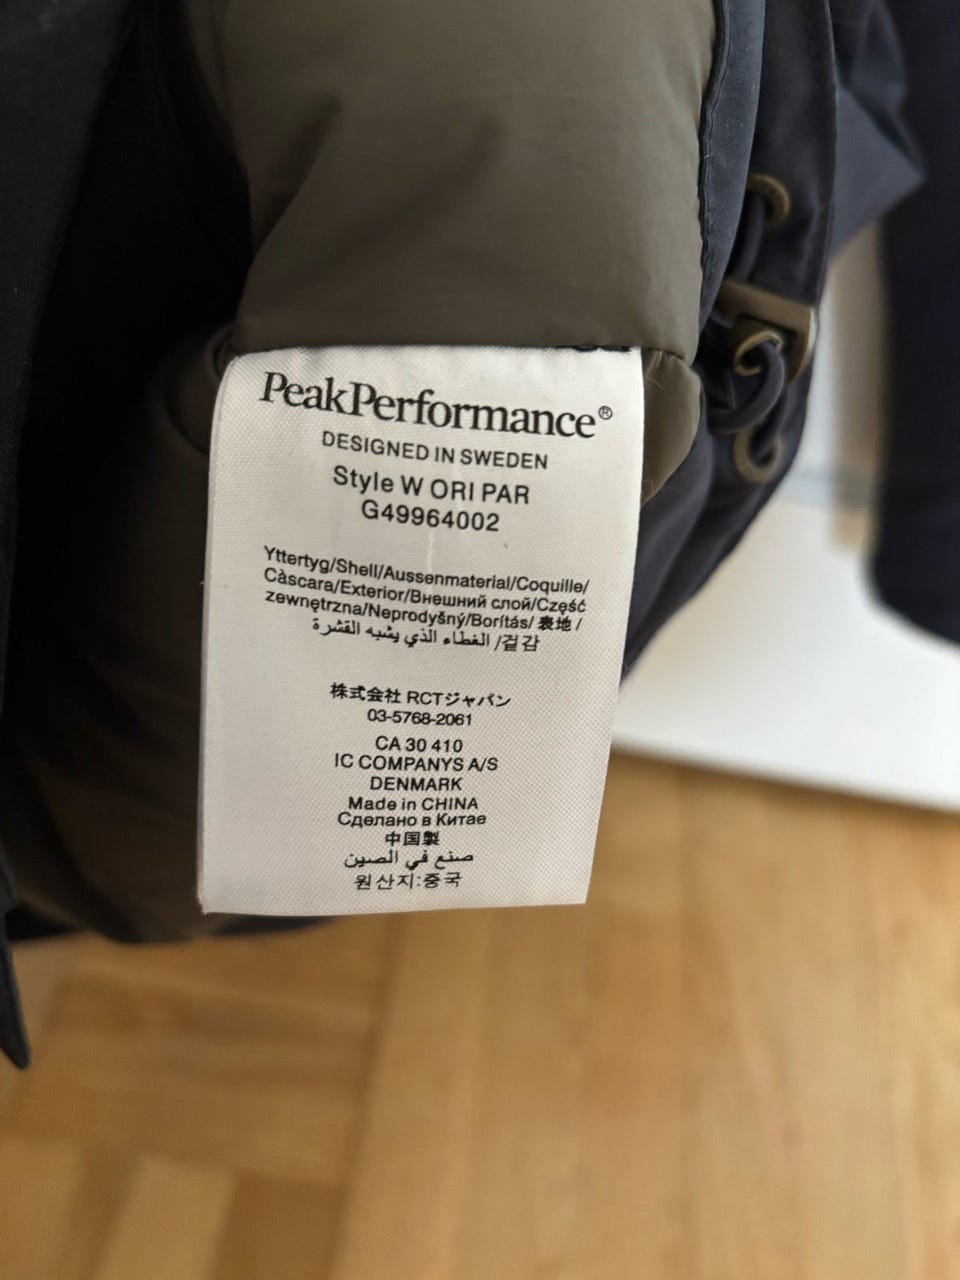 PeakPerformance®
DESIGNED IN SWEDEN
Style W ORI PAR
G49964002
Yttertyg/Shell/Aussenmaterial/Coquille/
Càscara/Exterior/Внешний слой/Część
zewnętrzna/Neprodyšný/Borítás/表地/
겉감/ الغطاء الذي يشبه القشرة
株式会社 RCTジャパン
03-5768-2061
CA 30 410
IC COMPANYS A/S
DENMARK
Made in CHINA
Сделано в Китае
中国製
صنع في الصين
원산지:중국